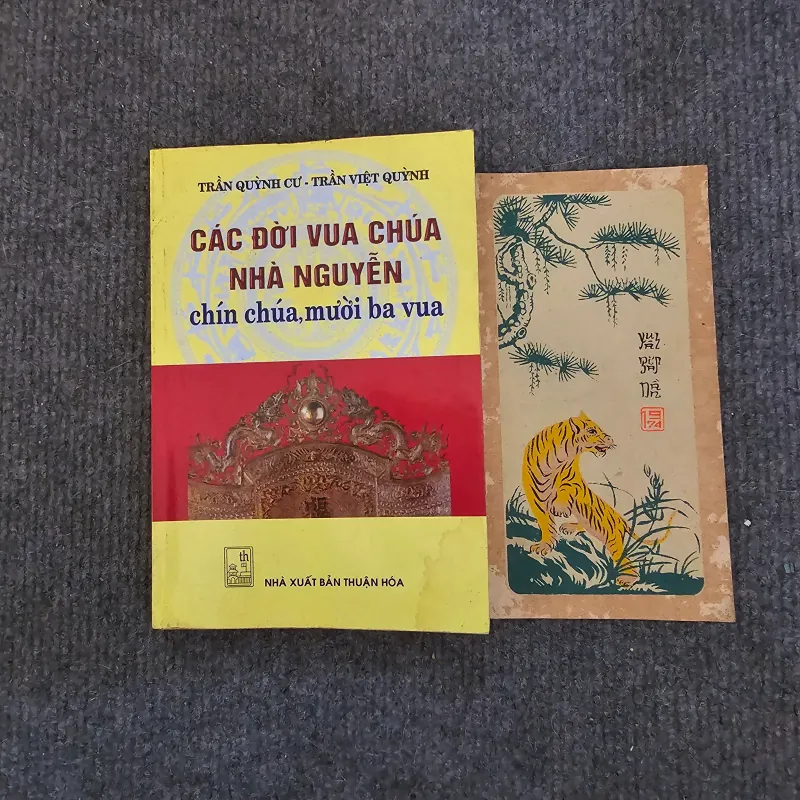 TRẦN QUỲNH CƯ - TRẦN VIỆT QUỲNH
CÁC ĐỜI VUA CHÚA
NHÀ NGUYỄN
chín chúa, mười ba vua
th
NHÀ XUẤT BẢN THUẬN HÓA
1974